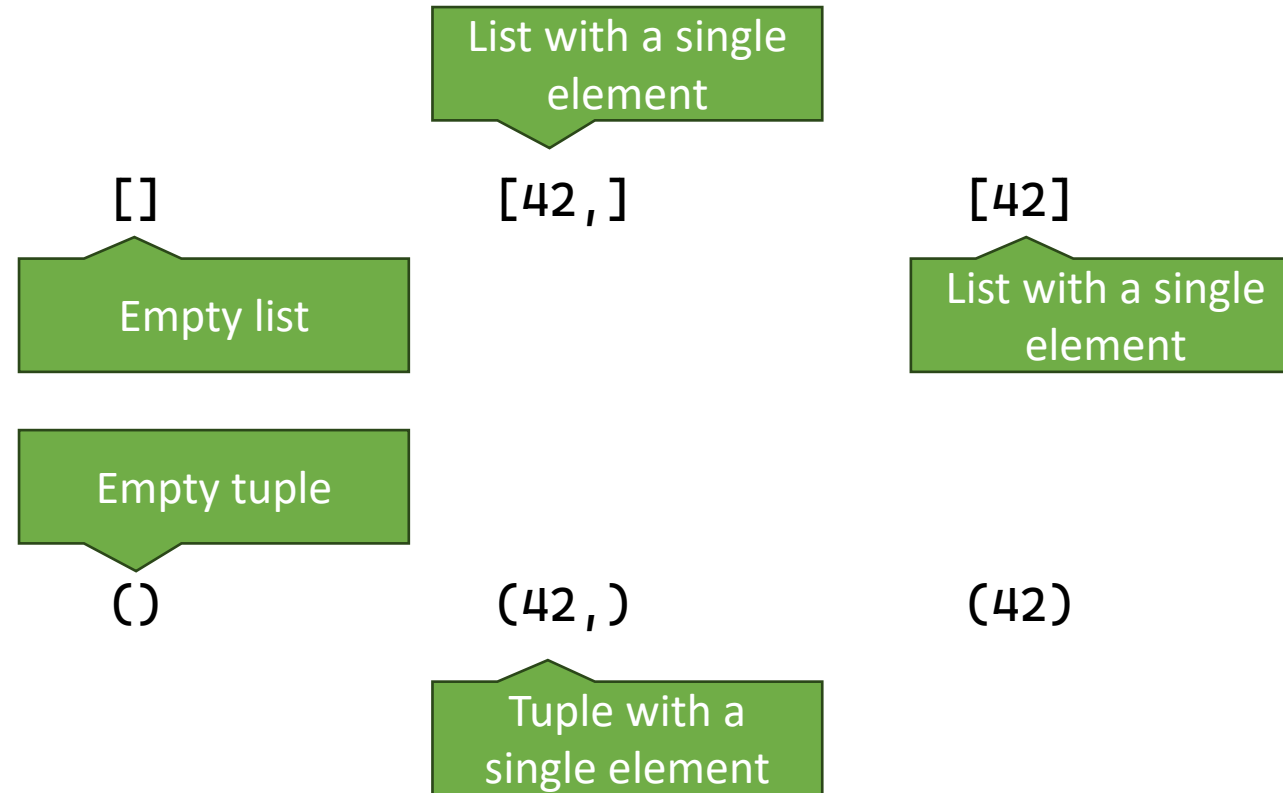 List with a single
element
[] [42,] [42]
Empty list
List with a single
element
Empty tuple
() (42,) (42)
Tuple with a
single element